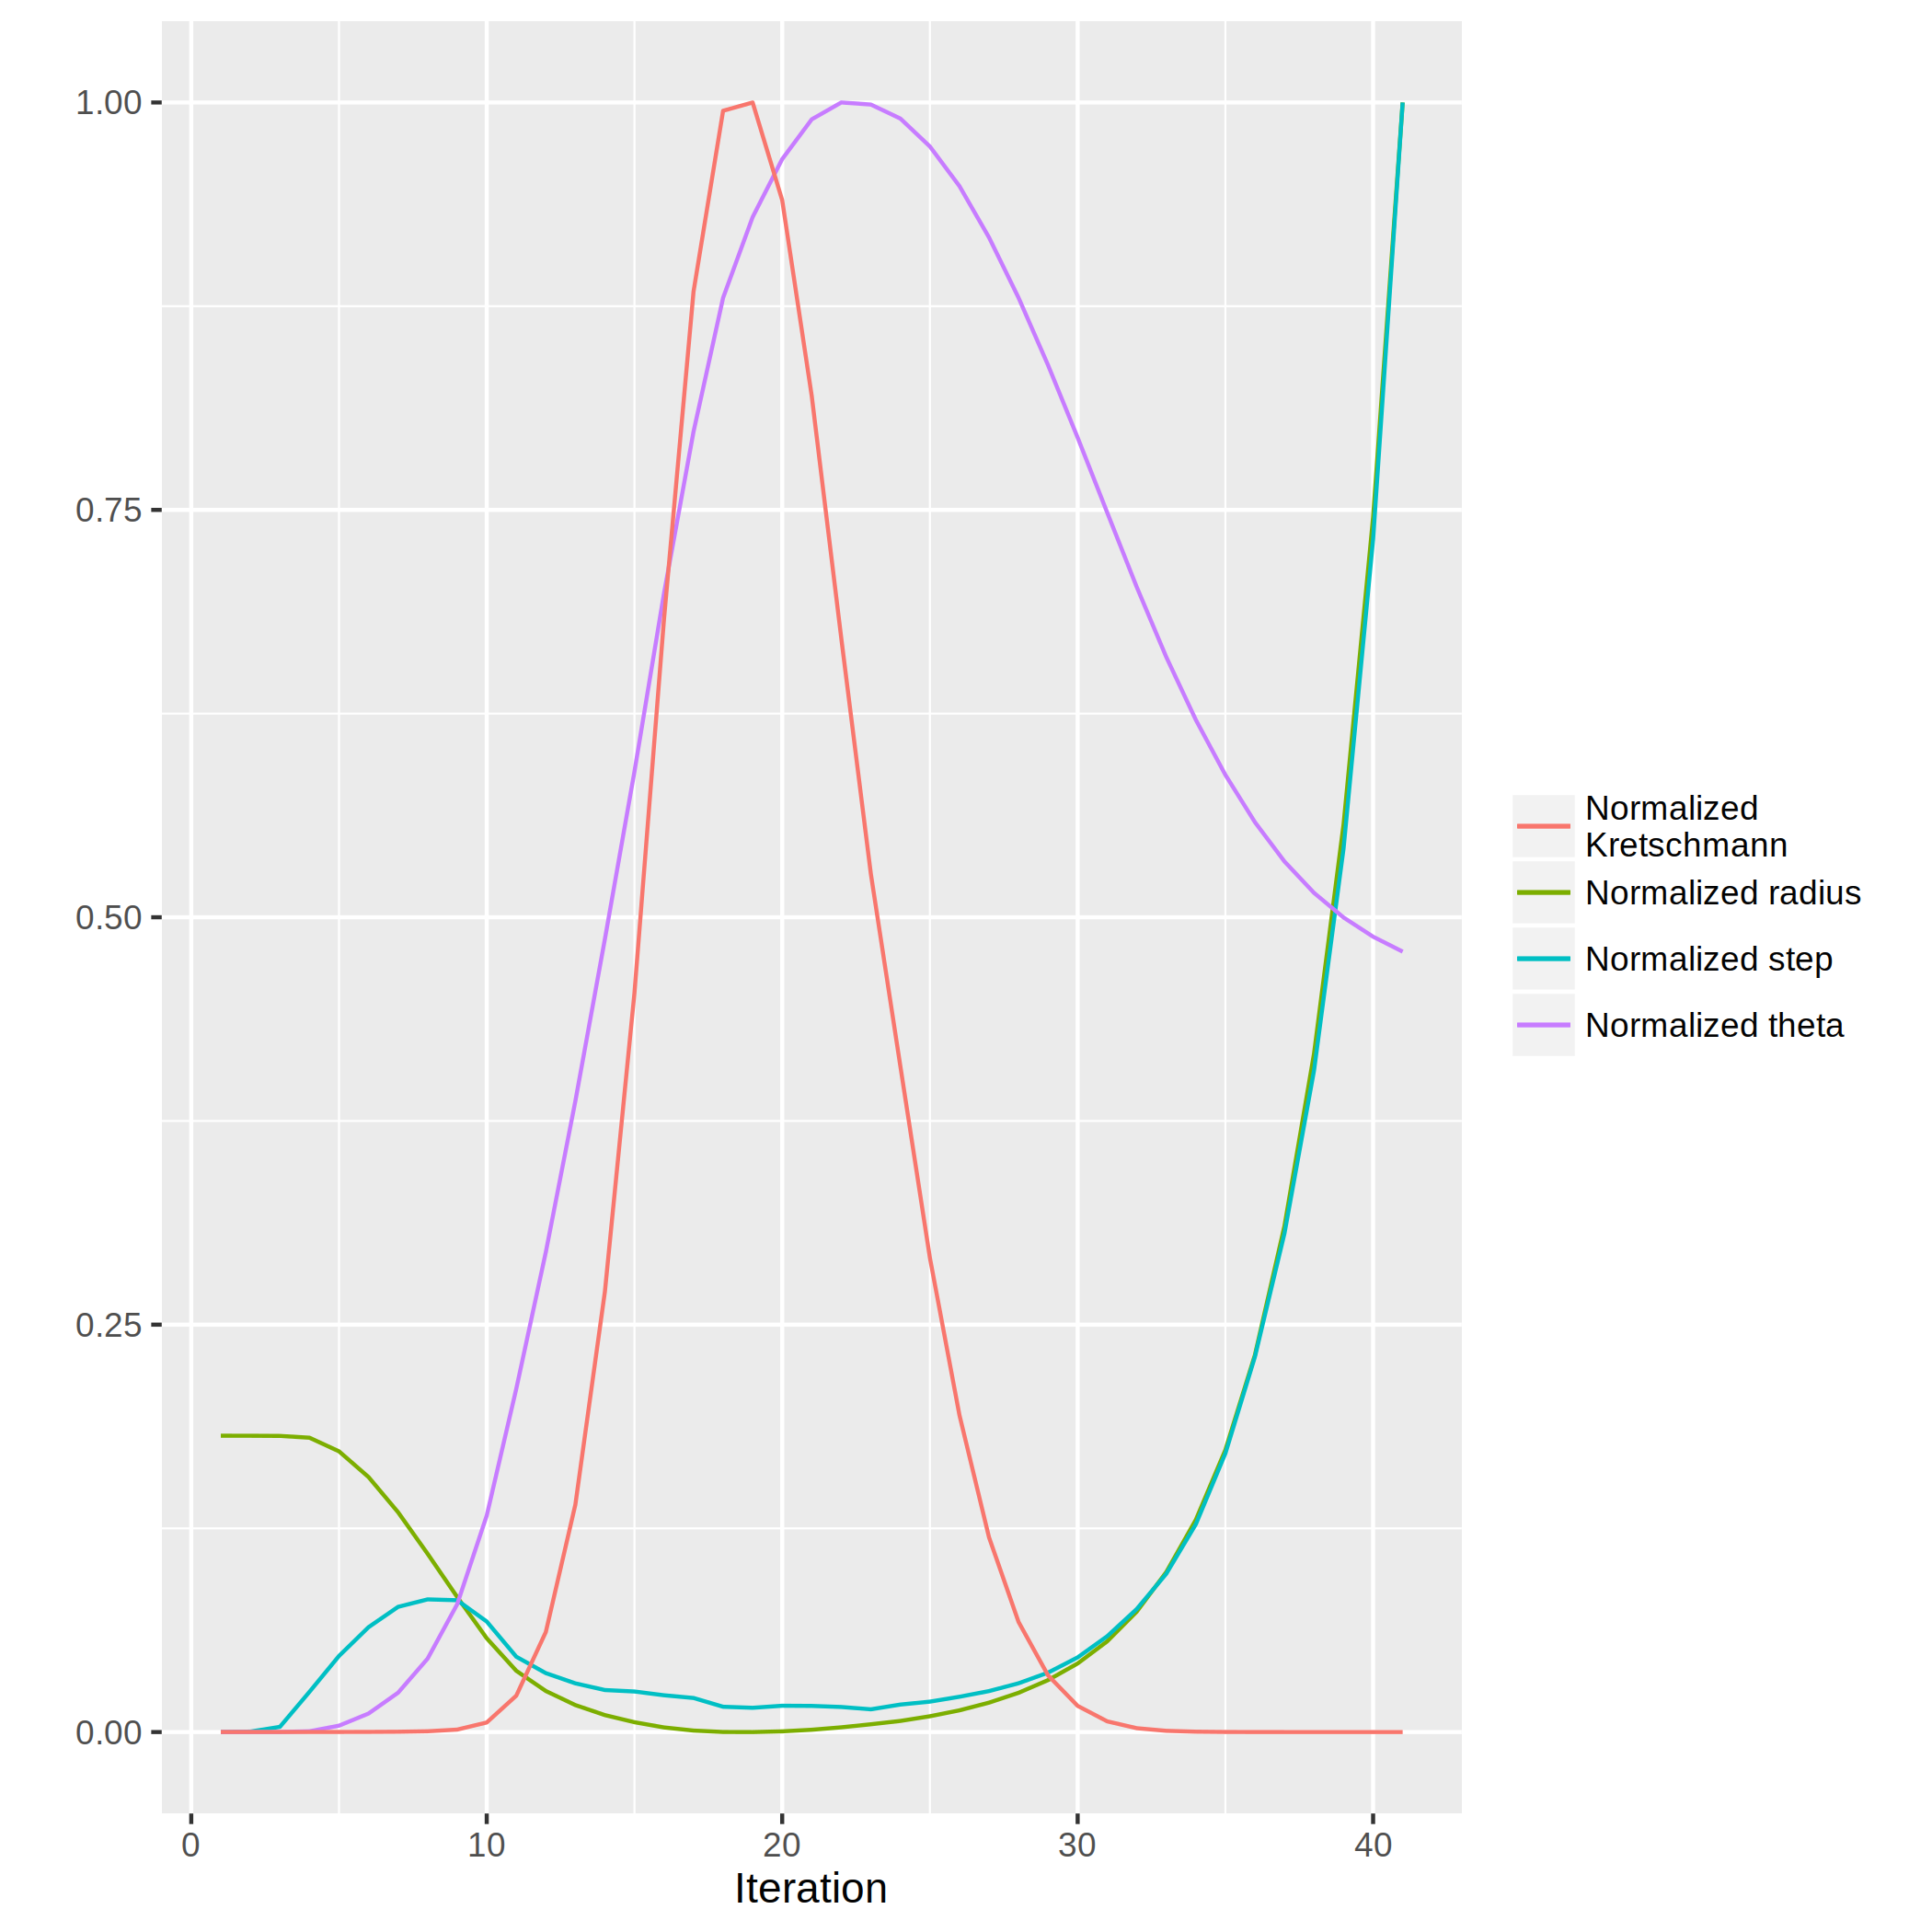 1.00
0.75
0.50
0.25
0.00
0
10
20
30
40
Iteration
Normalized
Kretschmann
Normalized radius
Normalized step
Normalized theta